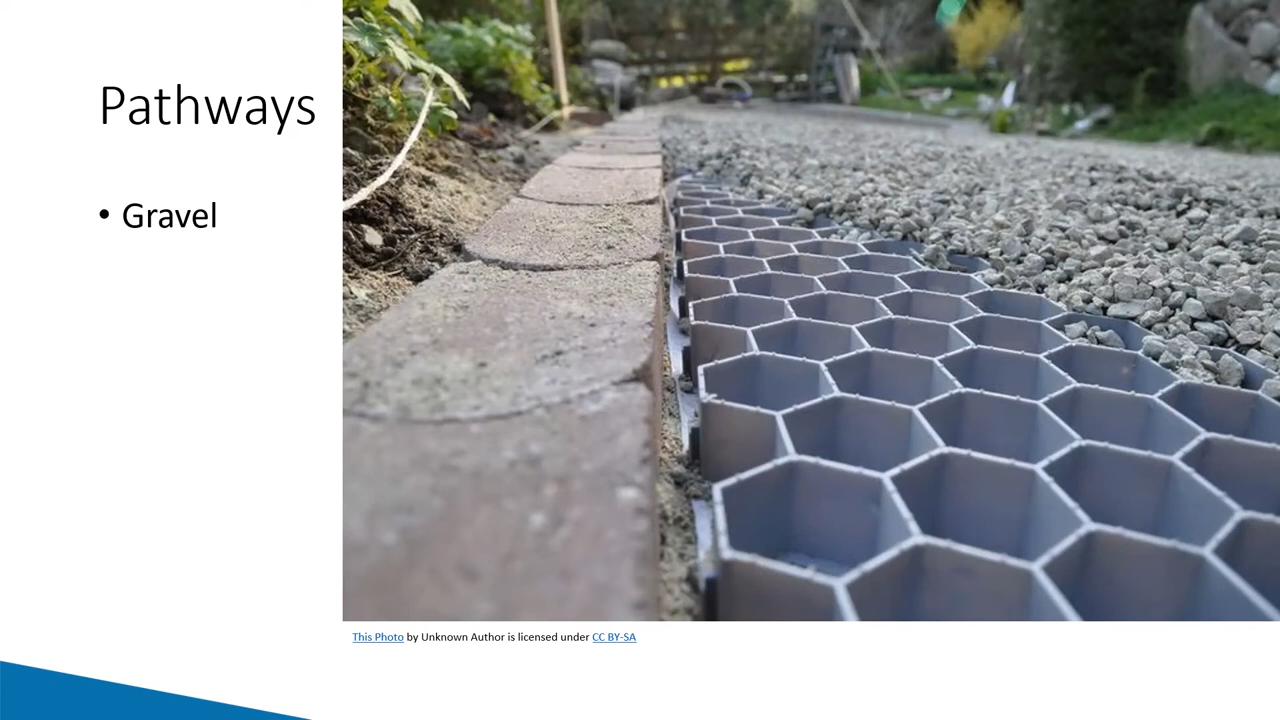 Pathways
• Gravel
This Photo by Unknown Author is licensed under CC BY-SA